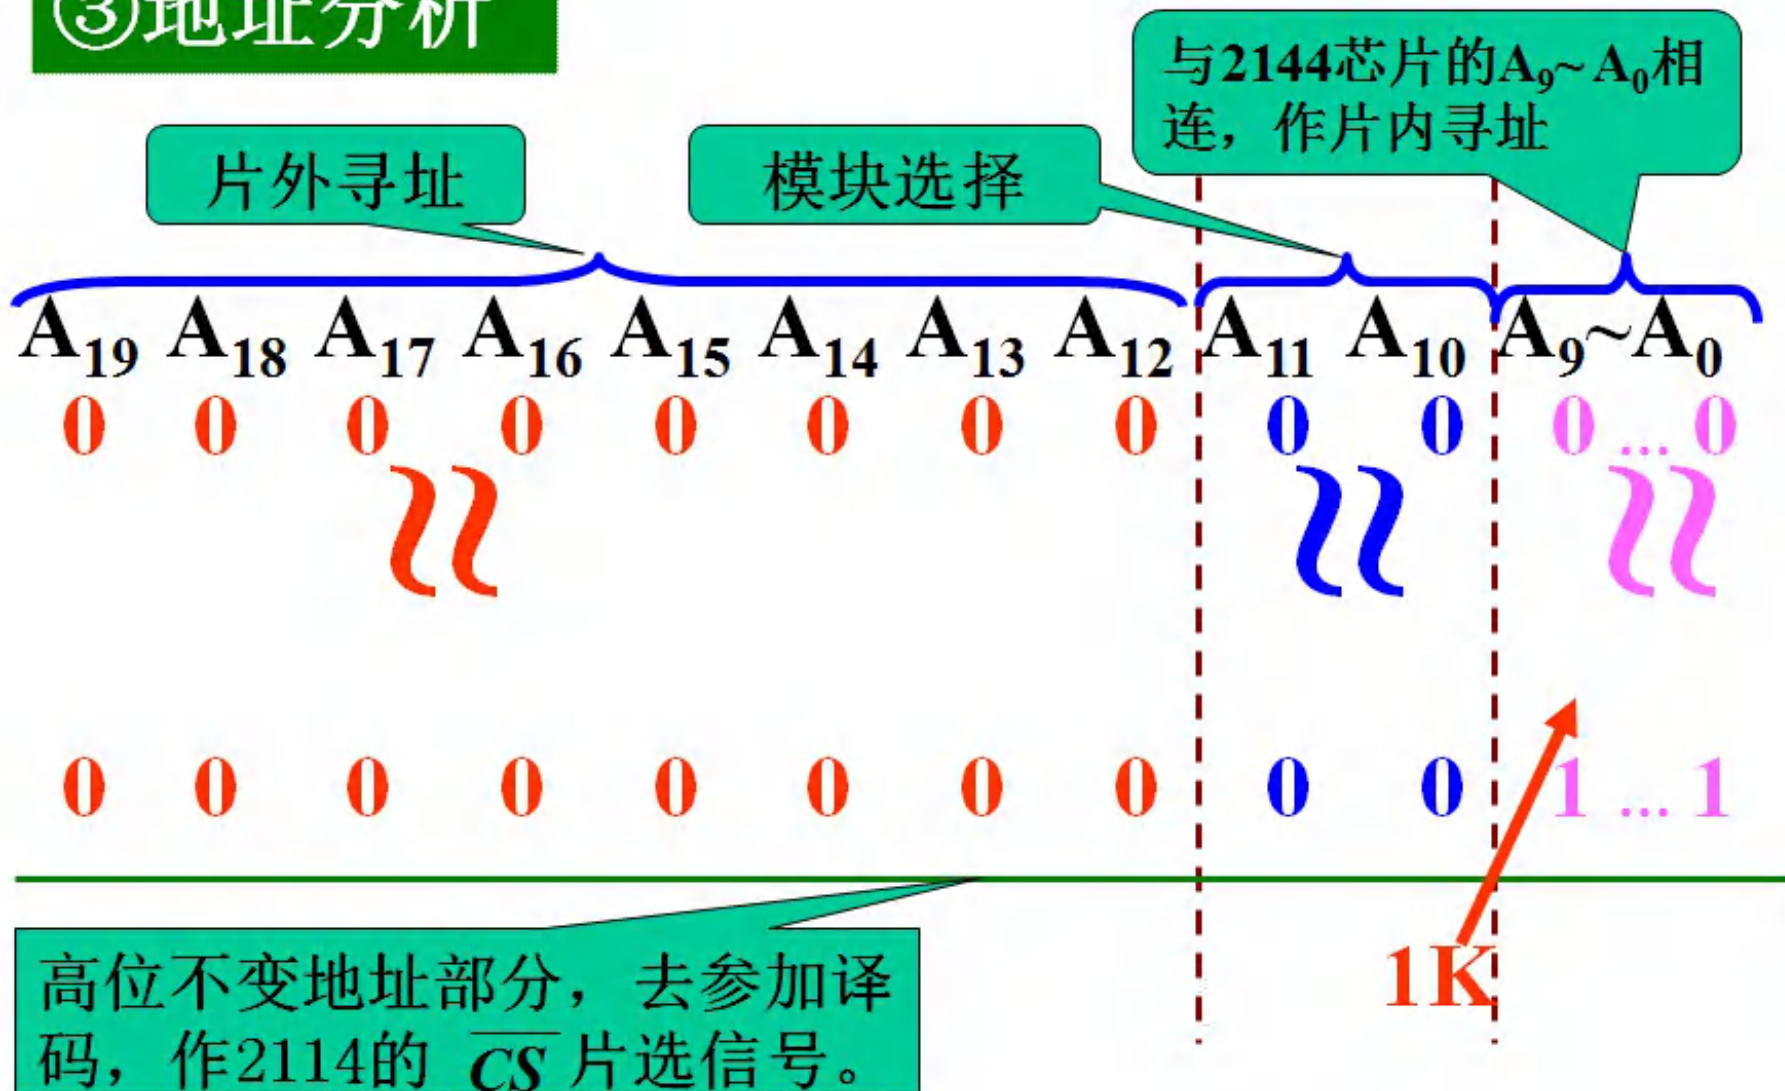 ③地址分析
与2144芯片的A₉~A₀相
连，作片内寻址
片外寻址
模块选择
A₁₉ A₁₈ A₁₇ A₁₆ A₁₅ A₁₄ A₁₃ A₁₂ A₁₁ A₁₀ A₉~A₀
0 0 0 0 0 0 0 0 0 0 0 ... 0
0 0 0 0 0 0 0 0 0 0 1 ... 1
1K
高位不变地址部分，去参加译
码，作2114的 C̅S̅ 片选信号。